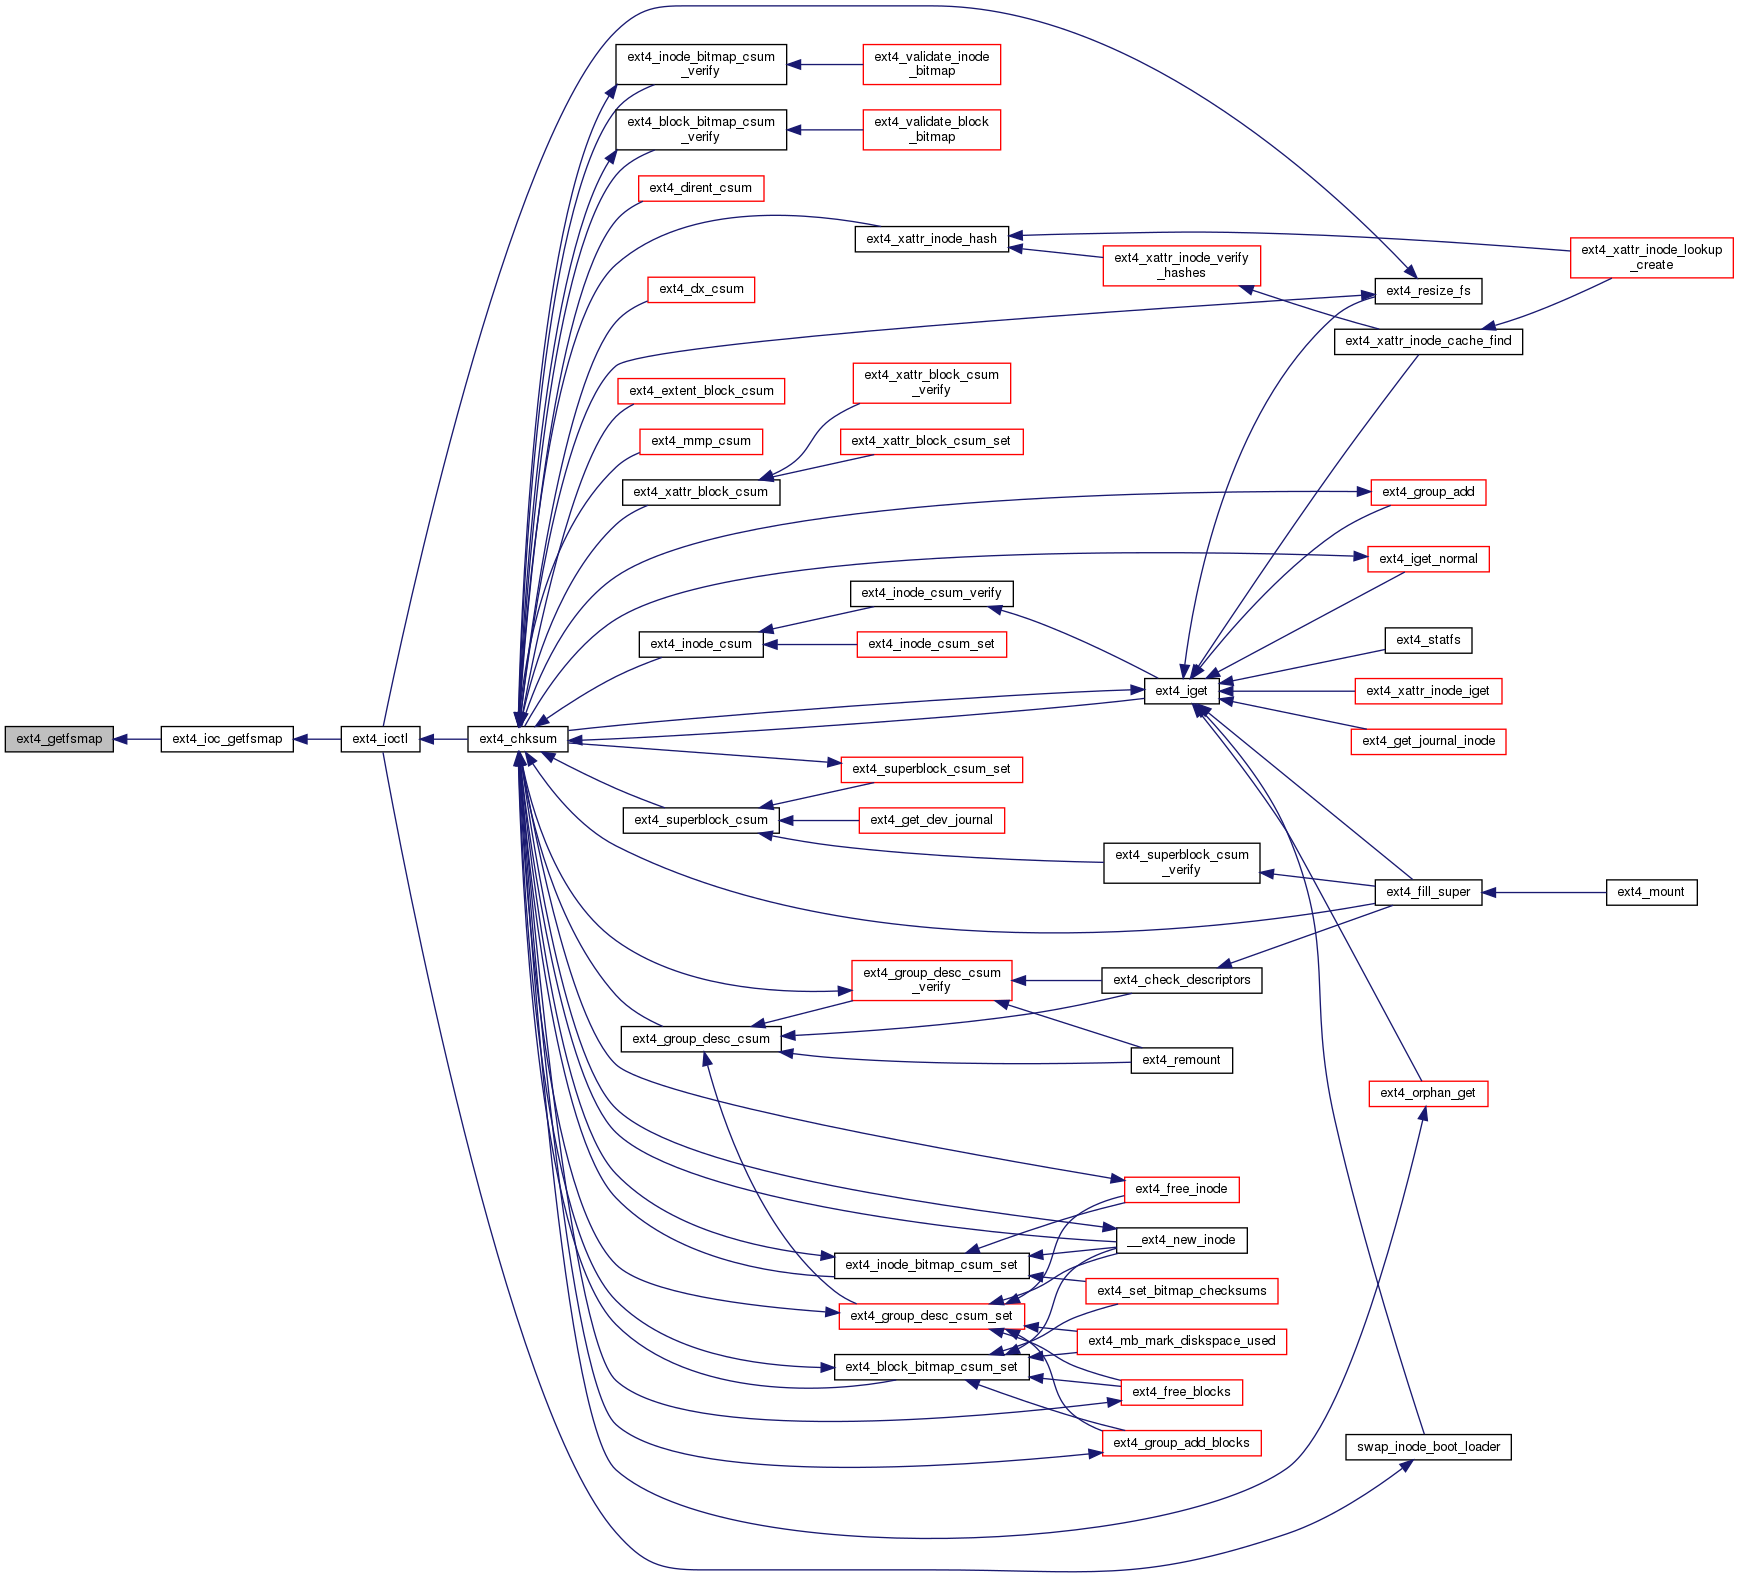 ext4_inode_bitmap_csum
_verify
ext4_validate_inode
_bitmap
ext4_block_bitmap_csum
_verify
ext4_validate_block
_bitmap
ext4_dirent_csum
ext4_xattr_inode_hash
ext4_xattr_inode_verify
_hashes
ext4_xattr_inode_lookup
_create
ext4_dx_csum
ext4_resize_fs
ext4_xattr_inode_cache_find
ext4_extent_block_csum
ext4_xattr_block_csum
_verify
ext4_mmp_csum
ext4_xattr_block_csum_set
ext4_xattr_block_csum
ext4_group_add
ext4_iget_normal
ext4_inode_csum_verify
ext4_inode_csum
ext4_inode_csum_set
ext4_statfs
ext4_iget
ext4_xattr_inode_iget
ext4_getfsmap
ext4_ioc_getfsmap
ext4_ioctl
ext4_chksum
ext4_get_journal_inode
ext4_superblock_csum_set
ext4_superblock_csum
ext4_get_dev_journal
ext4_superblock_csum
_verify
ext4_fill_super
ext4_mount
ext4_group_desc_csum
_verify
ext4_check_descriptors
ext4_group_desc_csum
ext4_remount
ext4_orphan_get
ext4_free_inode
__ext4_new_inode
ext4_inode_bitmap_csum_set
ext4_set_bitmap_checksums
ext4_group_desc_csum_set
ext4_mb_mark_diskspace_used
ext4_block_bitmap_csum_set
ext4_free_blocks
ext4_group_add_blocks
swap_inode_boot_loader